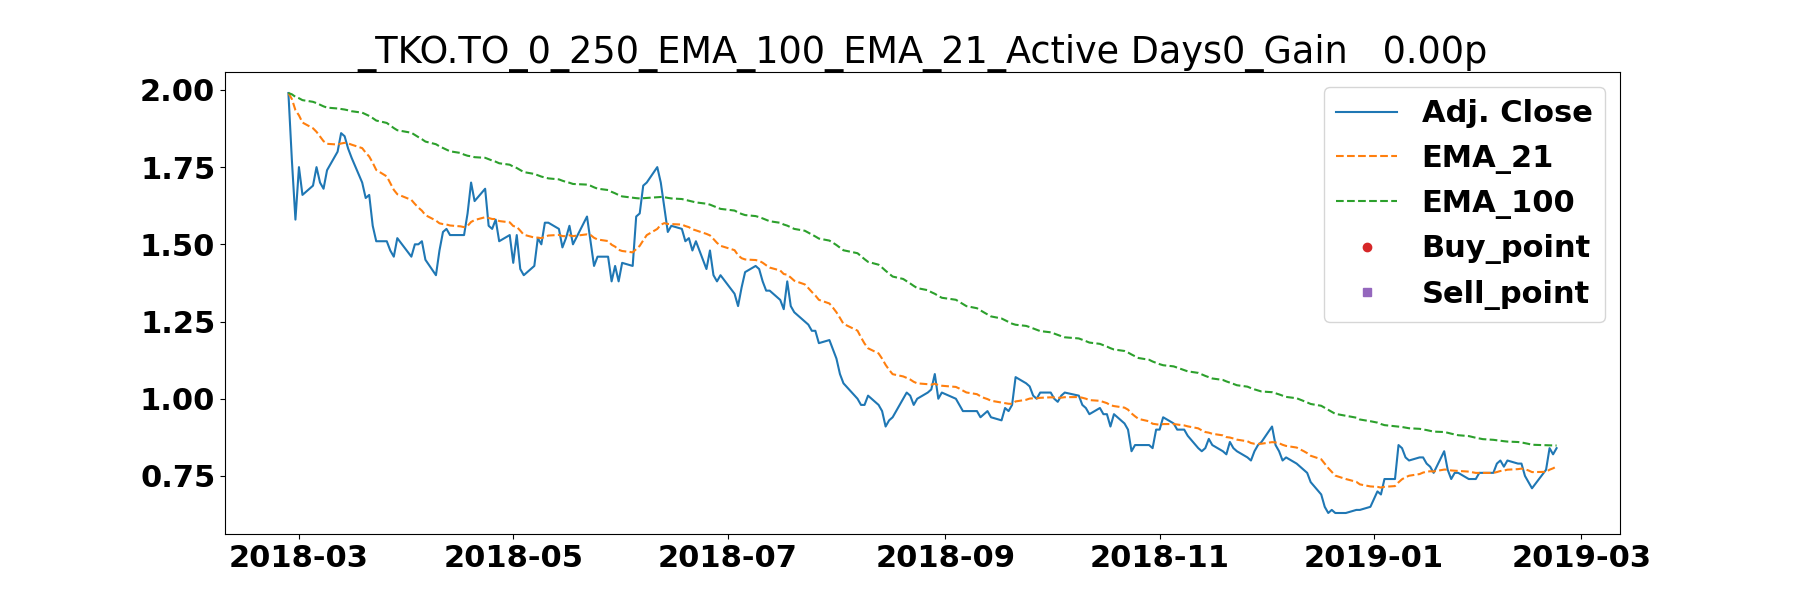 _TKO.TO_0_250_EMA_100_EMA_21_Active Days0_Gain   0.00p
2.00
1.75
1.50
1.25
1.00
0.75
Adj. Close
EMA_21
EMA_100
Buy_point
Sell_point
2018-03 2018-05 2018-07 2018-09 2018-11 2019-01 2019-03